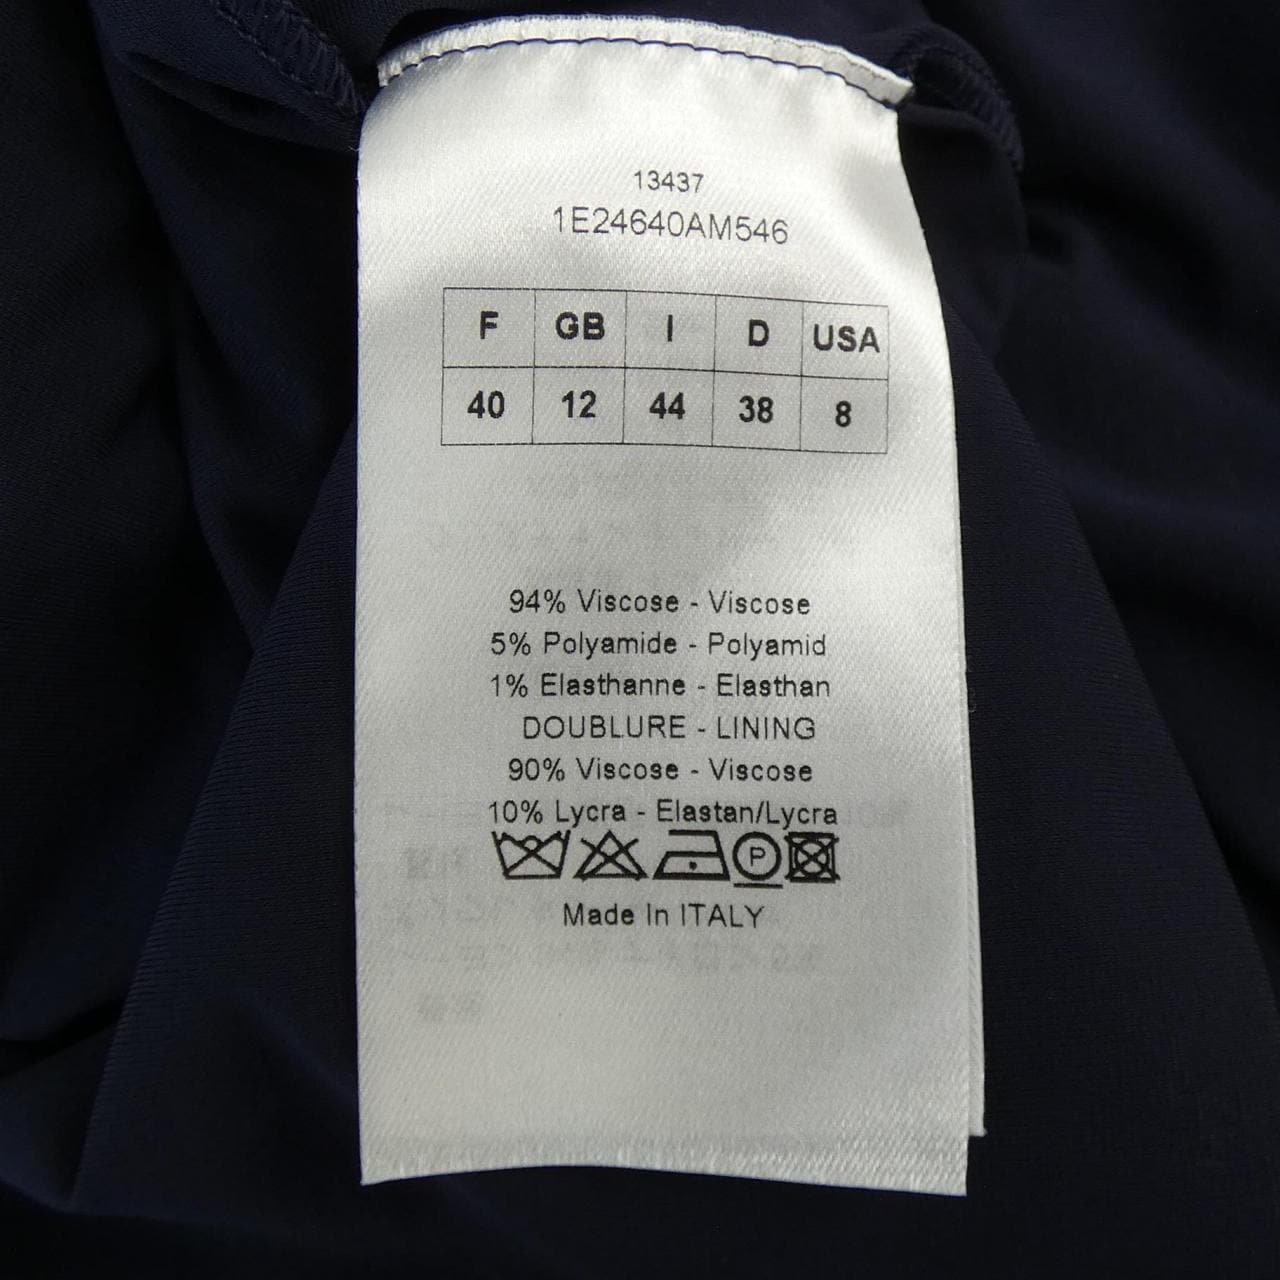 13437
1E24640AM546
F GB I D USA
40 12 44 38 8
94% Viscose - Viscose
5% Polyamide - Polyamid
1% Elasthanne - Elasthan
DOUBLURE - LINING
90% Viscose - Viscose
10% Lycra - Elastan/Lycra
P
Made In ITALY